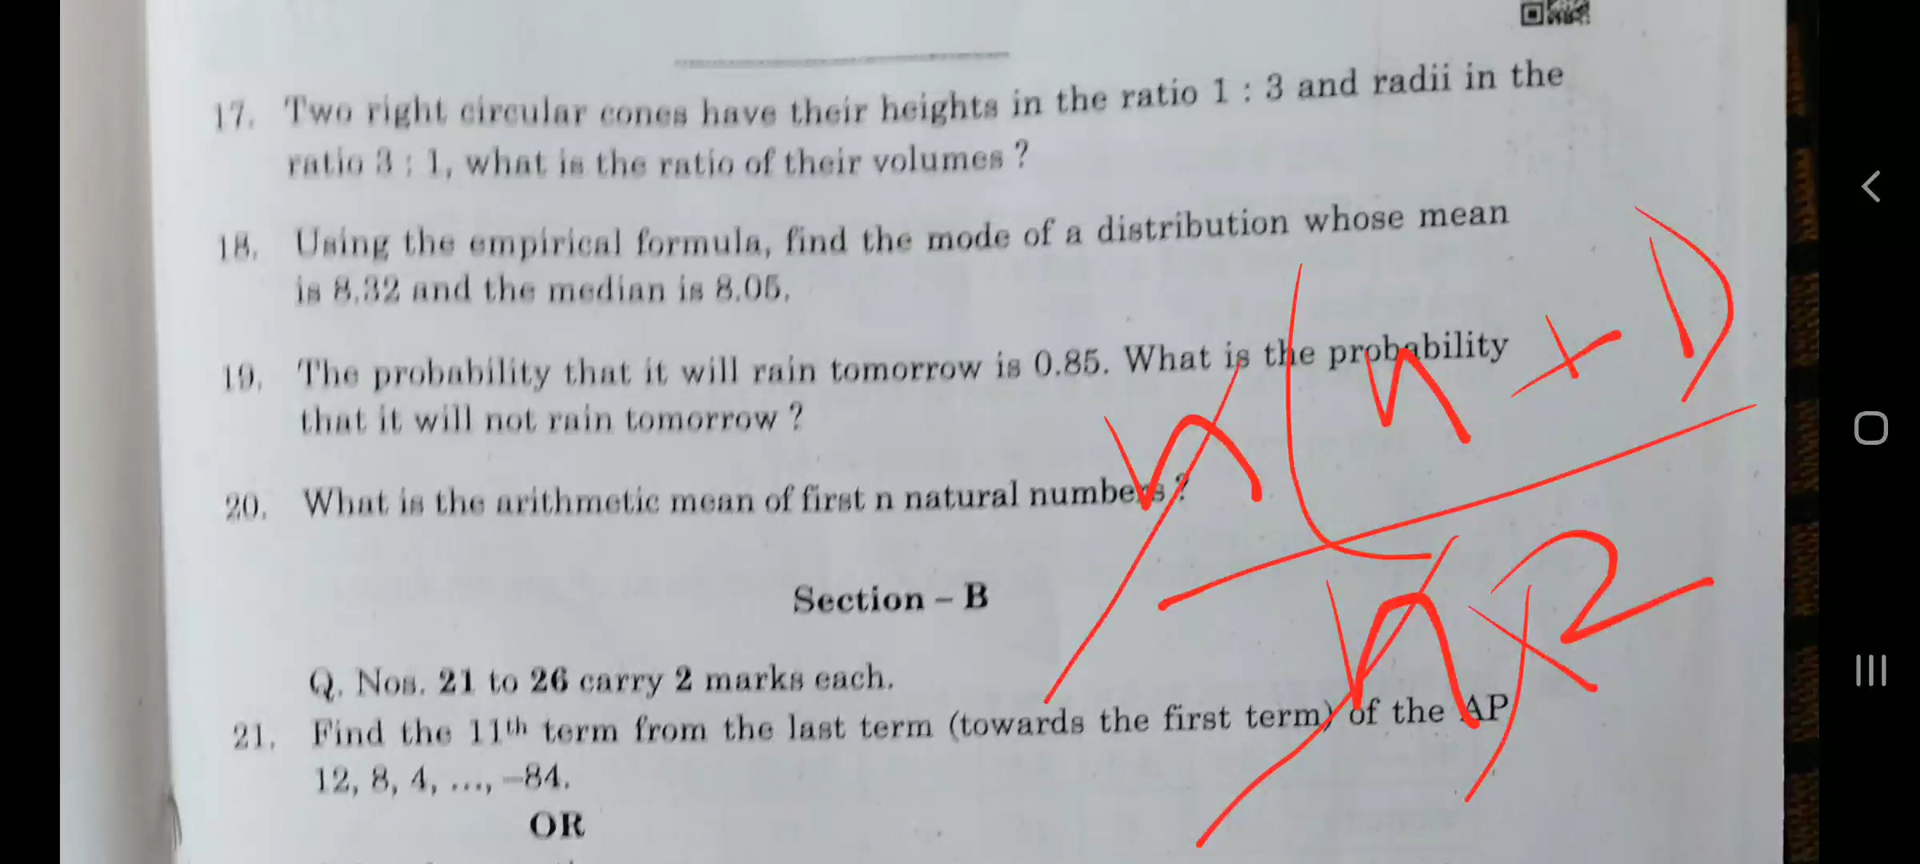 17. Two right circular cones have their heights in the ratio 1 : 3 and radii in the
ratio 3 : 1, what is the ratio of their volumes ?
18. Using the empirical formula, find the mode of a distribution whose mean
is 8.32 and the median is 8.05.
19. The probability that it will rain tomorrow is 0.85. What is the probability
that it will not rain tomorrow ?
20. What is the arithmetic mean of first n natural numbers ?
n(n+1)
n×2
Section – B
Q. Nos. 21 to 26 carry 2 marks each.
21. Find the 11th term from the last term (towards the first term) of the AP
12, 8, 4, ..., –84.
OR